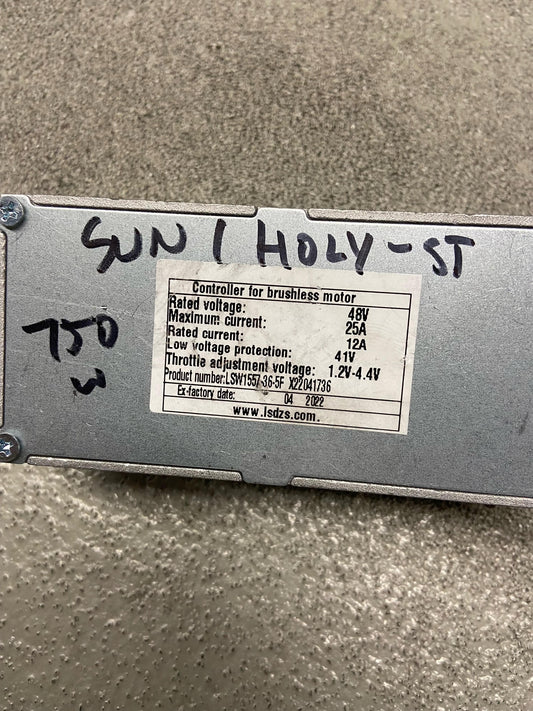 SUN 1 HOLY-ST
750
W
Controller for brushless motor
Rated voltage: 48V
Maximum current: 25A
Rated current: 12A
Low voltage protection: 41V
Throttle adjustment voltage: 1.2V-4.4V
Product number:LSW1557-36-5F X22041736
Ex-factory date: 04 2022
www.lsdzs.com.